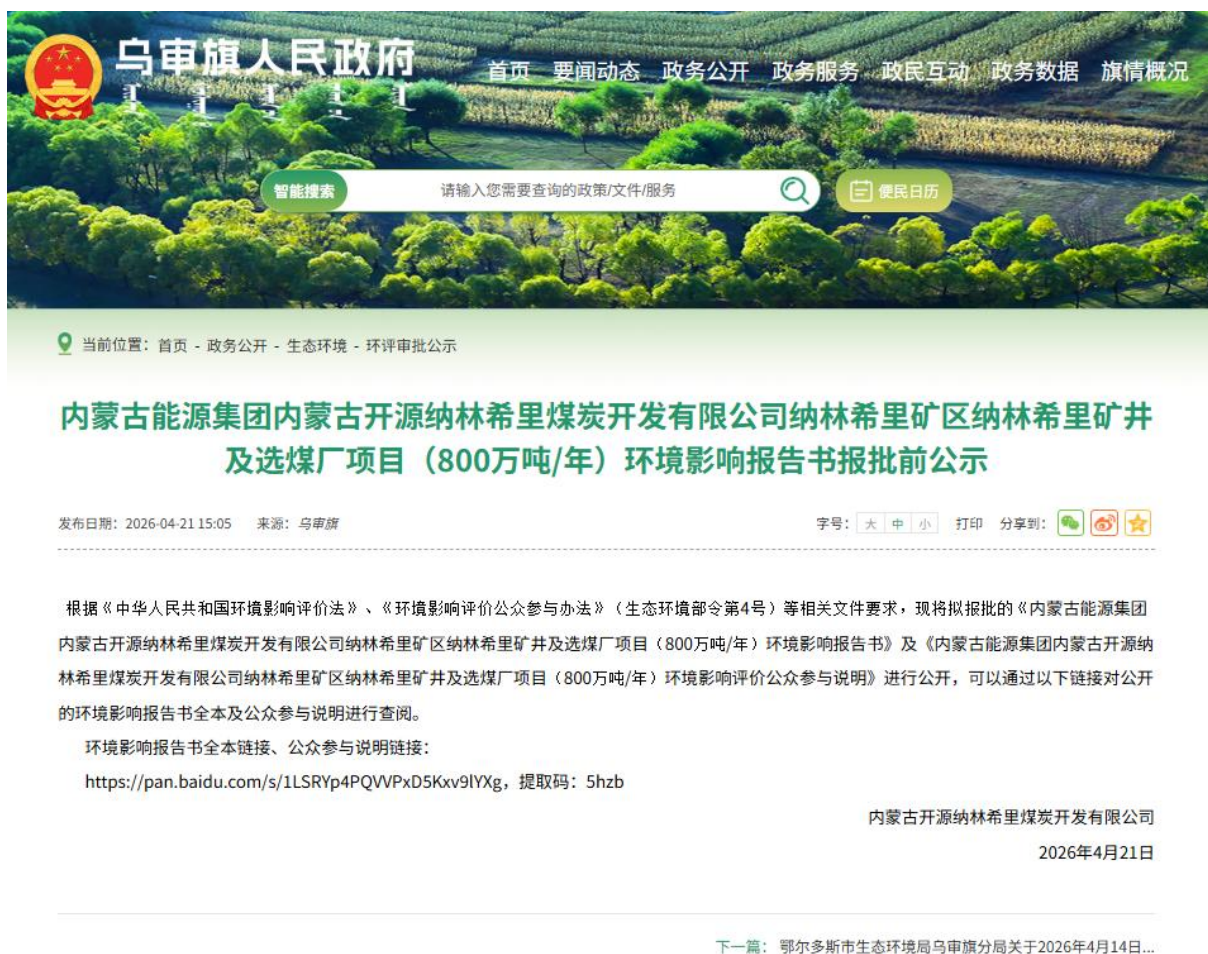 乌审旗人民政府
首页 要闻动态 政务公开 政务服务 政民互动 政务数据 旗情概况
智能搜索 请输入您需要查询的政策/文件/服务 便民日历
当前位置：首页 - 政务公开 - 生态环境 - 环评审批公示
内蒙古能源集团内蒙古开源纳林希里煤炭开发有限公司纳林希里矿区纳林希里矿井
及选煤厂项目（800万吨/年）环境影响报告书报批前公示
发布日期：2026-04-21 15:05 来源：乌审旗 字号：大 中 小 打印 分享到：
根据《中华人民共和国环境影响评价法》、《环境影响评价公众参与办法》（生态环境部令第4号）等相关文件要求，现将拟报批的《内蒙古能源集团
内蒙古开源纳林希里煤炭开发有限公司纳林希里矿区纳林希里矿井及选煤厂项目（800万吨/年）环境影响报告书》及《内蒙古能源集团内蒙古开源纳
林希里煤炭开发有限公司纳林希里矿区纳林希里矿井及选煤厂项目（800万吨/年）环境影响评价公众参与说明》进行公开，可以通过以下链接对公开
的环境影响报告书全本及公众参与说明进行查阅。
环境影响报告书全本链接、公众参与说明链接：
https://pan.baidu.com/s/1LSRYp4PQVVPxD5Kxv9lYXg，提取码：5hzb
内蒙古开源纳林希里煤炭开发有限公司
2026年4月21日
下一篇： 鄂尔多斯市生态环境局乌审旗分局关于2026年4月14日...